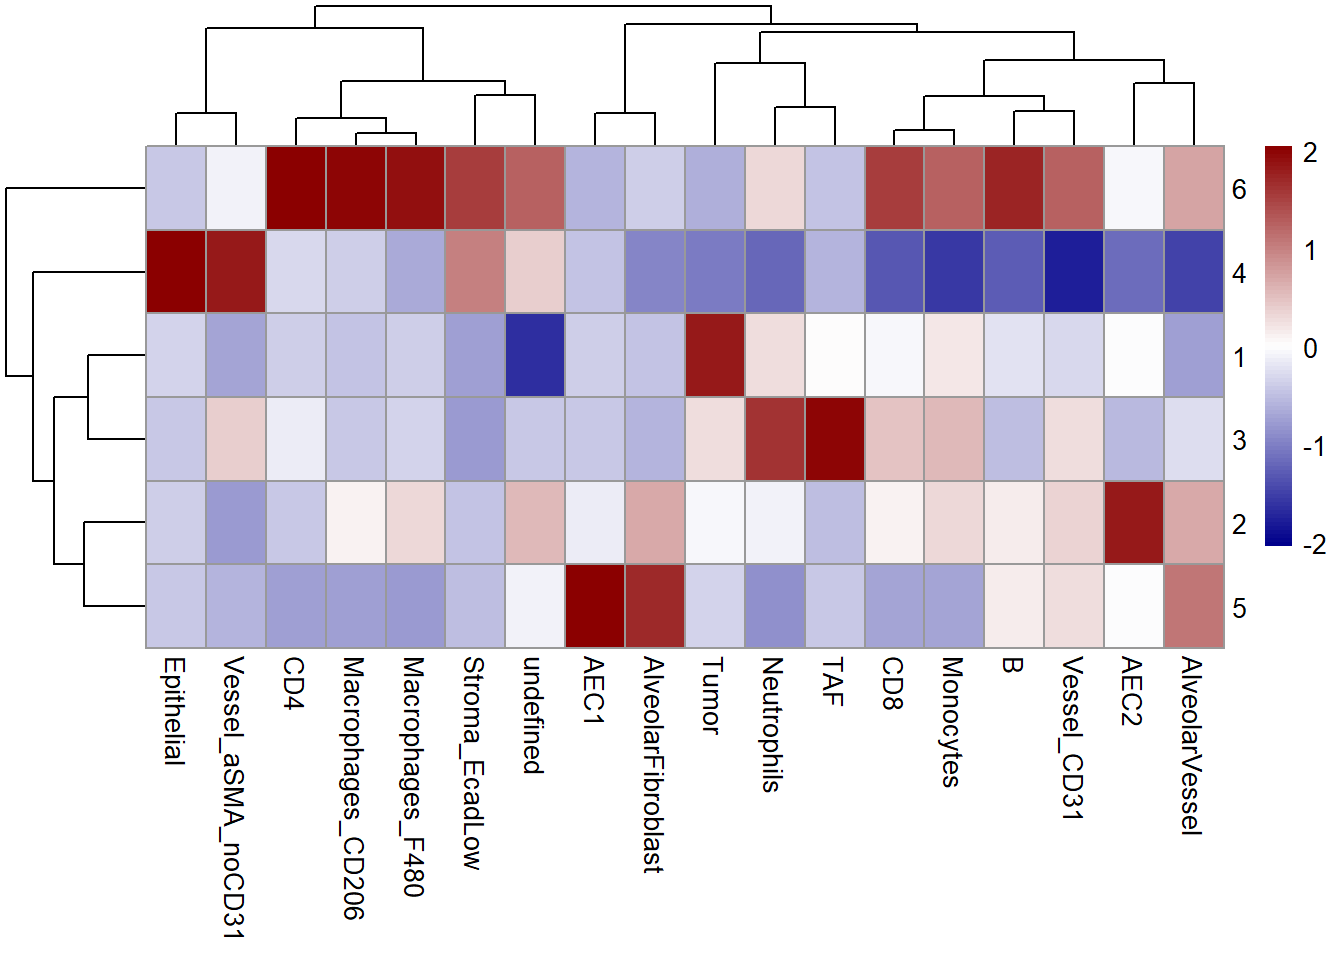 2
1
0
-1
-2
6
4
1
3
2
5
Epithelial
Vessel_aSMA_noCD31
CD4
Macrophages_CD206
Macrophages_F480
Stroma_EcadLow
undefined
AEC1
AlveolarFibroblast
Tumor
Neutrophils
TAF
CD8
Monocytes
B
Vessel_CD31
AEC2
AlveolarVessel